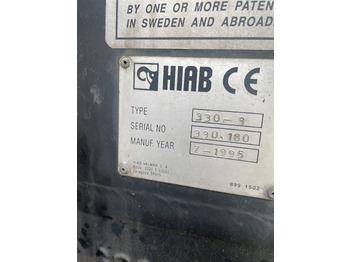 BY ONE OR MORE PATEN
IN SWEDEN AND ABROAD
HIAB CE
TYPE 330-3
SERIAL NO 330.180
MANUF. YEAR 7-1995